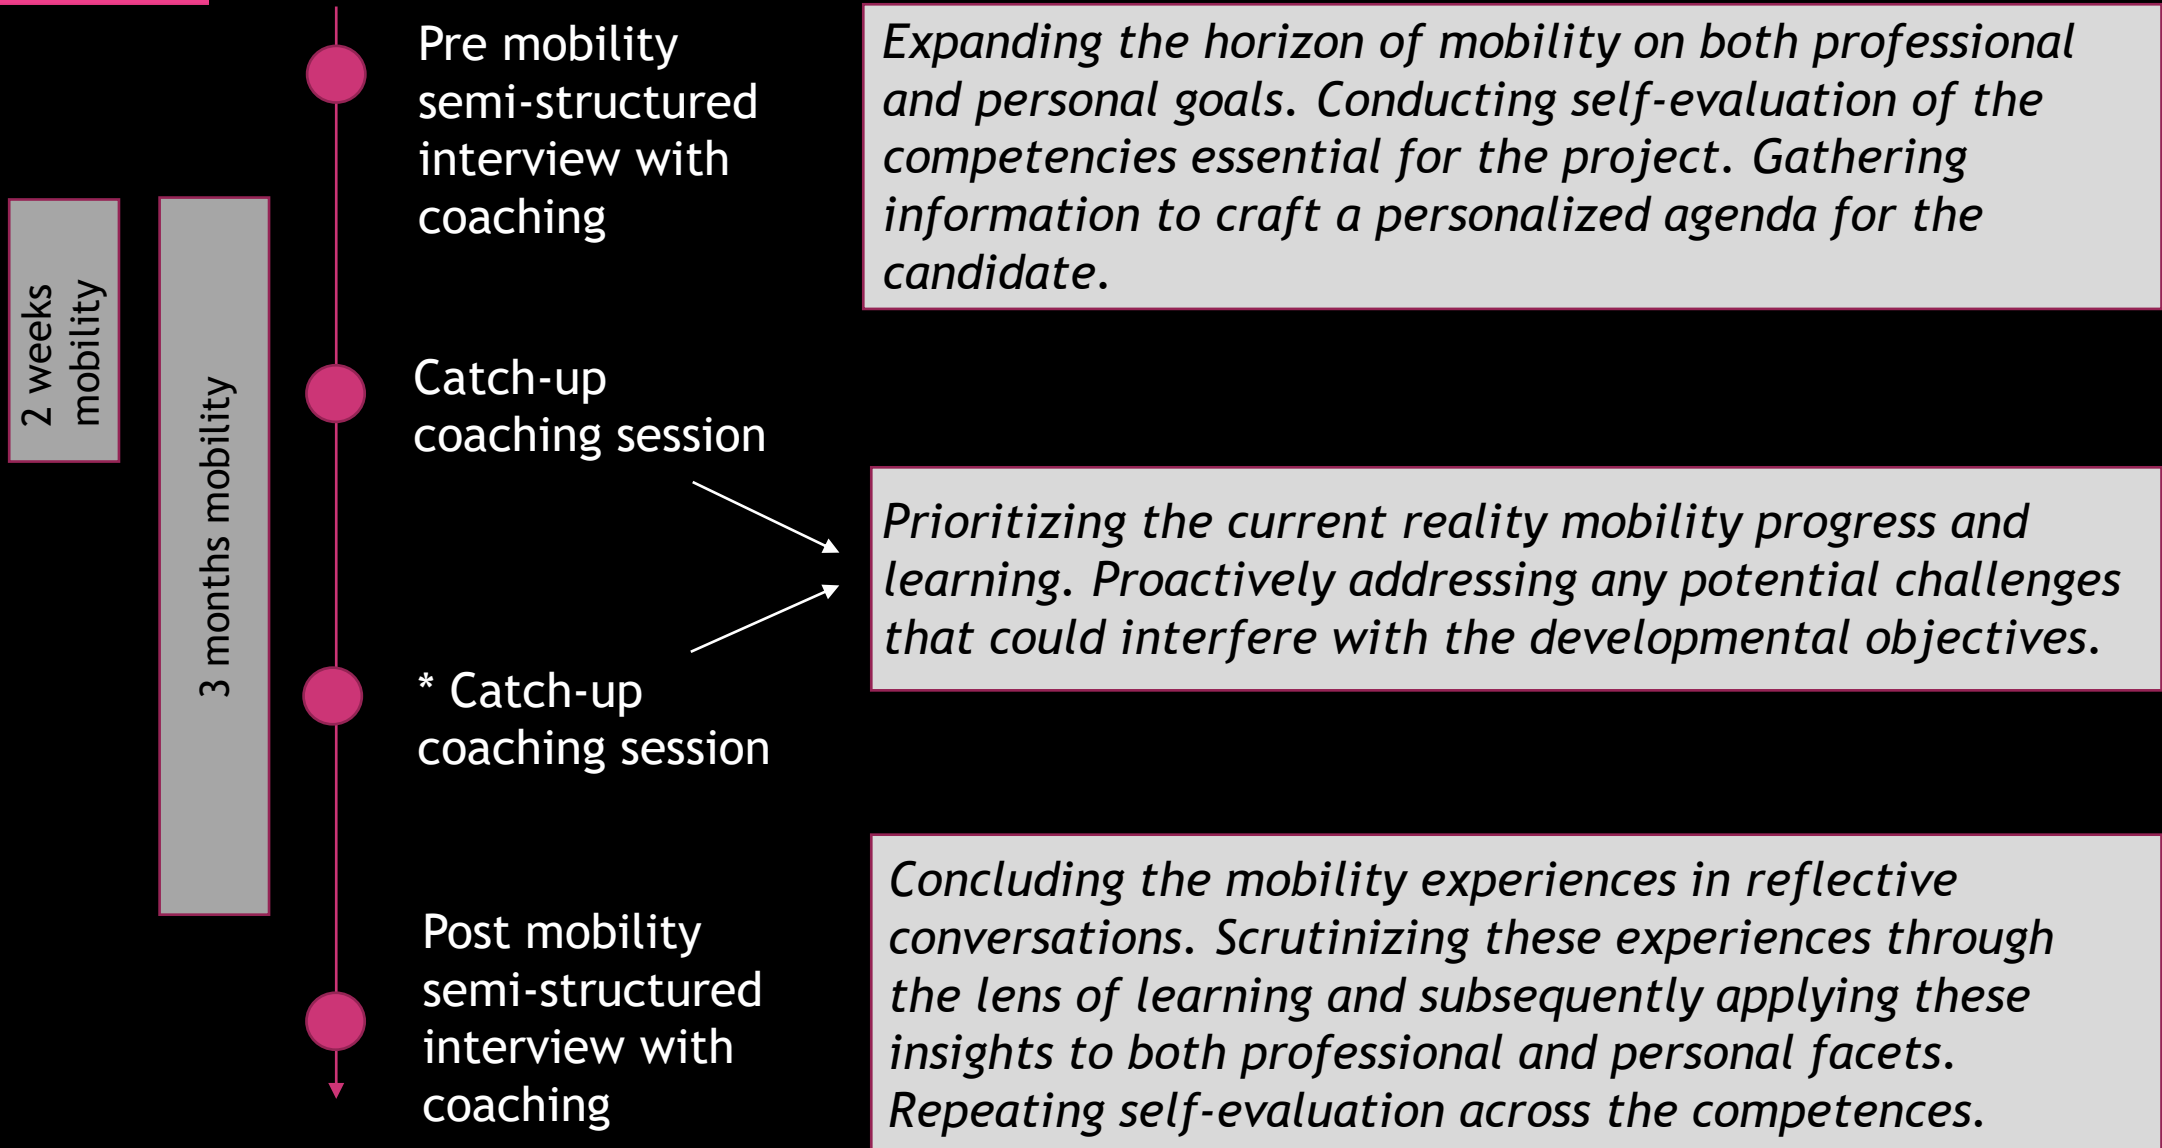 Pre mobility
semi-structured
interview with
coaching
Expanding the horizon of mobility on both professional
and personal goals. Conducting self-evaluation of the
competencies essential for the project. Gathering
information to craft a personalized agenda for the
candidate.
2 weeks
mobility
3 months mobility
Catch-up
coaching session
Prioritizing the current reality mobility progress and
learning. Proactively addressing any potential challenges
that could interfere with the developmental objectives.
* Catch-up
coaching session
Post mobility
semi-structured
interview with
coaching
Concluding the mobility experiences in reflective
conversations. Scrutinizing these experiences through
the lens of learning and subsequently applying these
insights to both professional and personal facets.
Repeating self-evaluation across the competences.